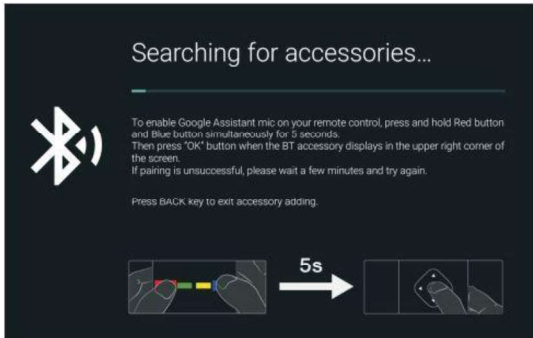 Searching for accessories...
To enable Google Assistant mic on your remote control, press and hold Red button
and Blue button simultaneously for 5 seconds.
Then press "OK" button when the BT accessory displays in the upper right corner of
the screen.
If pairing is unsuccessful, please wait a few minutes and try again.
Press BACK key to exit accessory adding.
5s